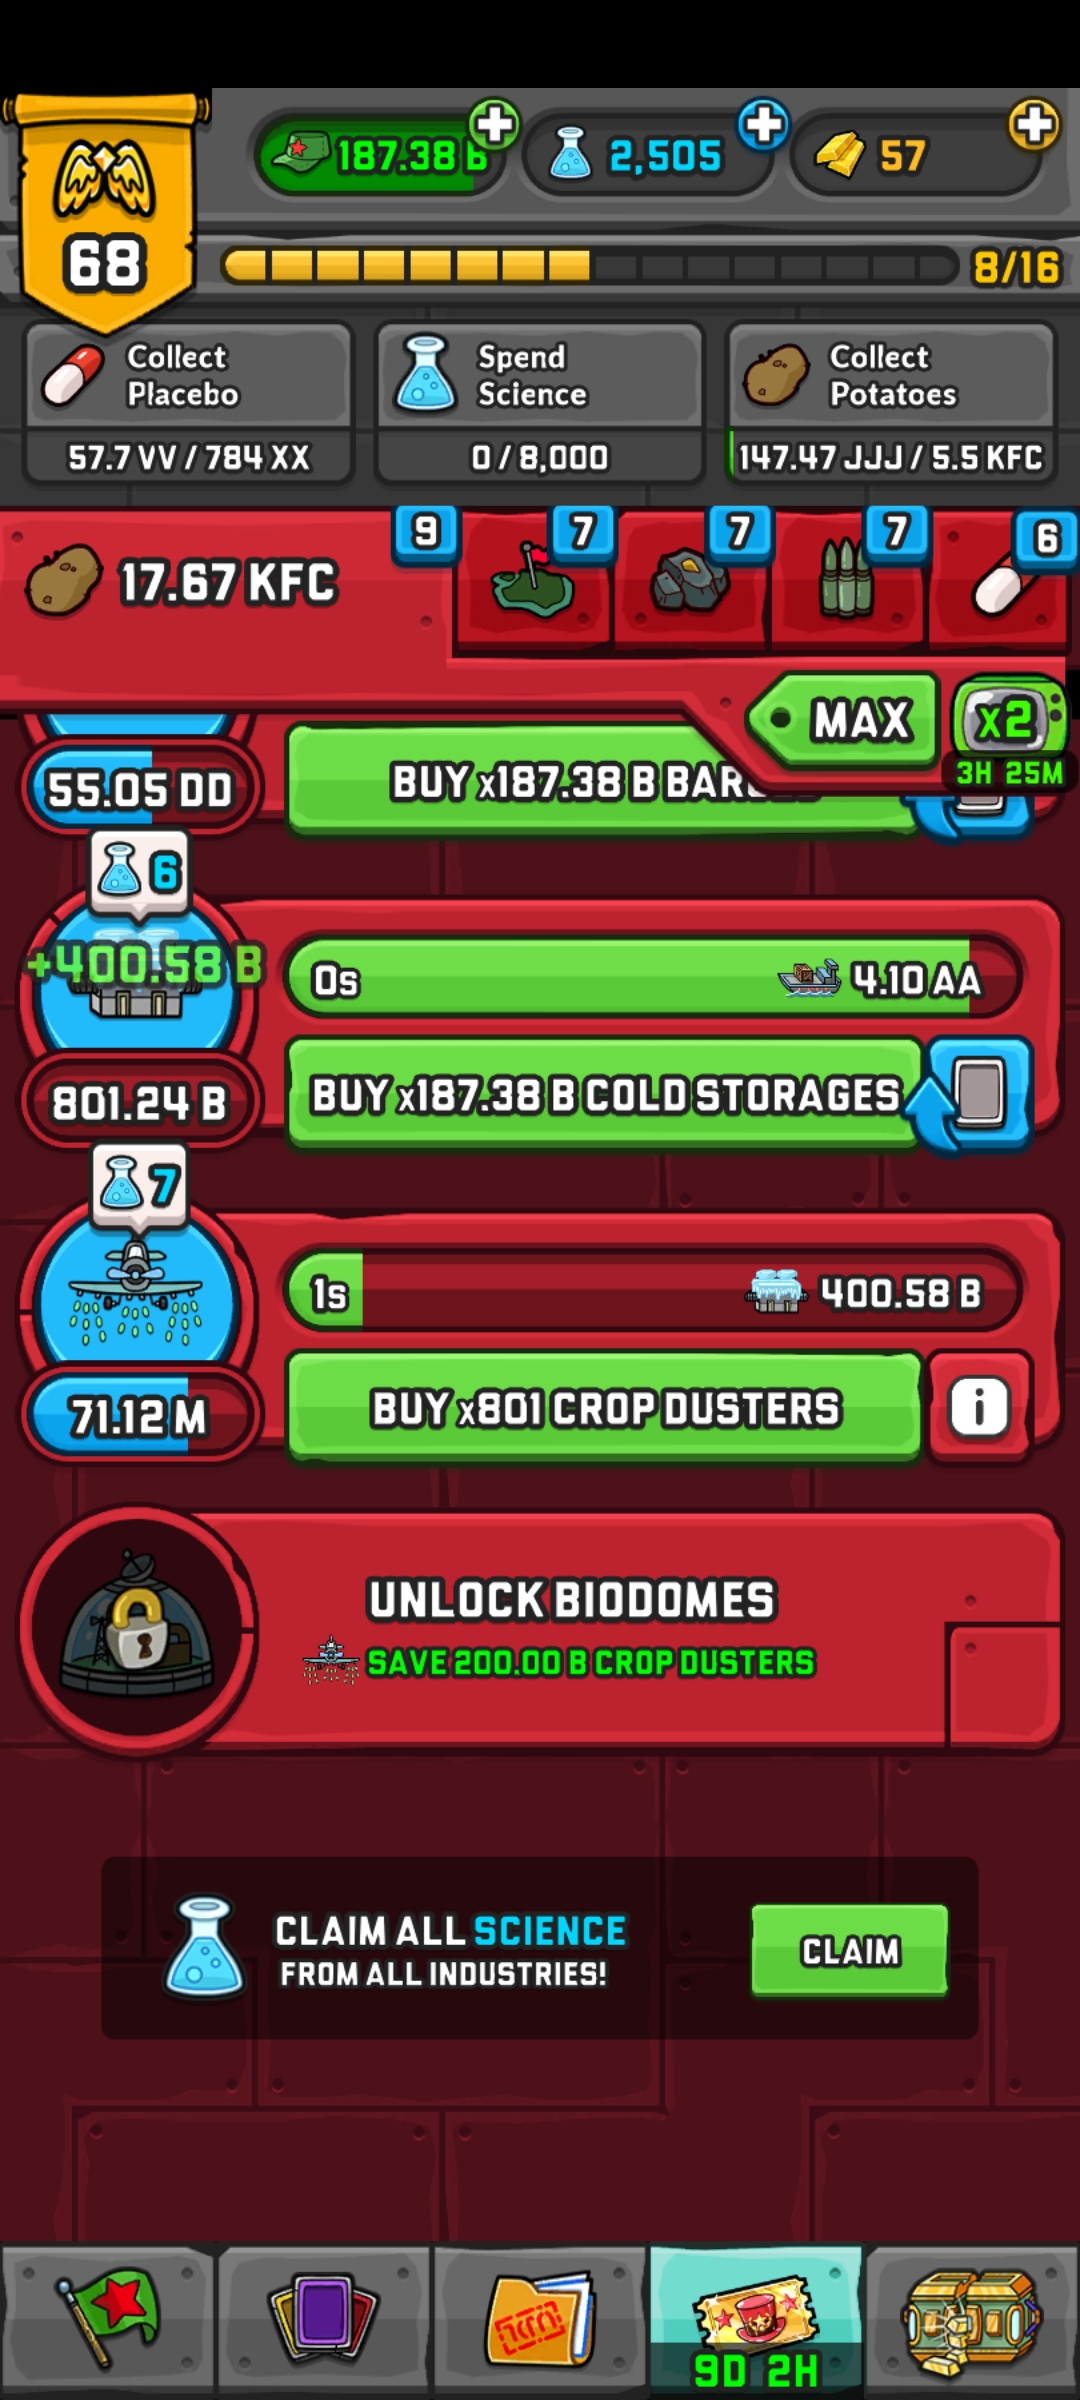 187.38 B
2,505
57
68
8/16
Collect
Placebo
57.7 VV / 784 XX
Spend
Science
0 / 8,000
Collect
Potatoes
147.47 JJJ / 5.5 KFC
17.67 KFC
9
7
7
7
6
MAX
x2
3H 25M
55.05 DD
BUY x187.38 B
6
+400.58 B
0s
4.10 AA
801.24 B
BUY x187.38 B COLD STORAGES
7
1s
400.58 B
71.12 M
BUY x801 CROP DUSTERS
i
UNLOCK BIODOMES
SAVE 200.00 B CROP DUSTERS
CLAIM ALL SCIENCE
FROM ALL INDUSTRIES!
CLAIM
9D 2H